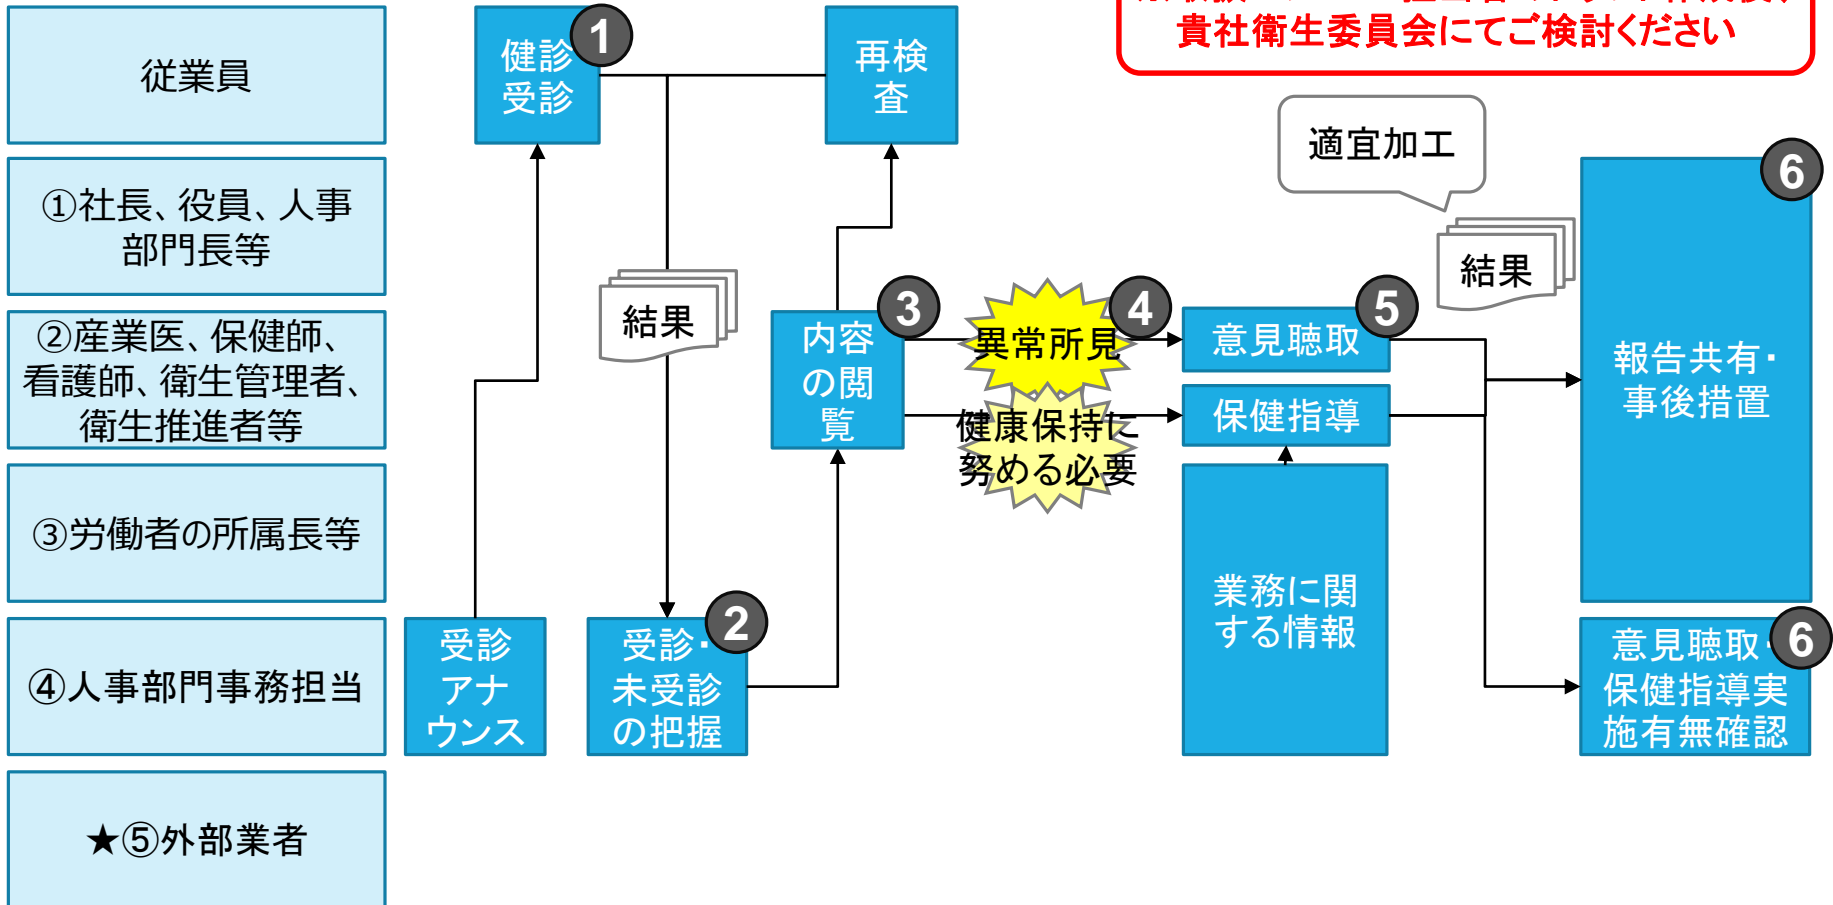 貴社衛生委員会にてご検討ください
従業員
健診
受診
1
再検
査
適宜加工
①社長、役員、人事
部門長等
6
結果
結果
②産業医、保健師、
看護師、衛生管理者、
衛生推進者等
内容
の閲
覧
3
異常所見
4
意見聴取
5
健康保持に
努める必要
保健指導
報告共有・
事後措置
③労働者の所属長等
業務に関
する情報
④人事部門事務担当
受診
アナ
ウンス
受診・
未受診
の把握
2
意見聴取・
保健指導実
施有無確認
6
★⑤外部業者